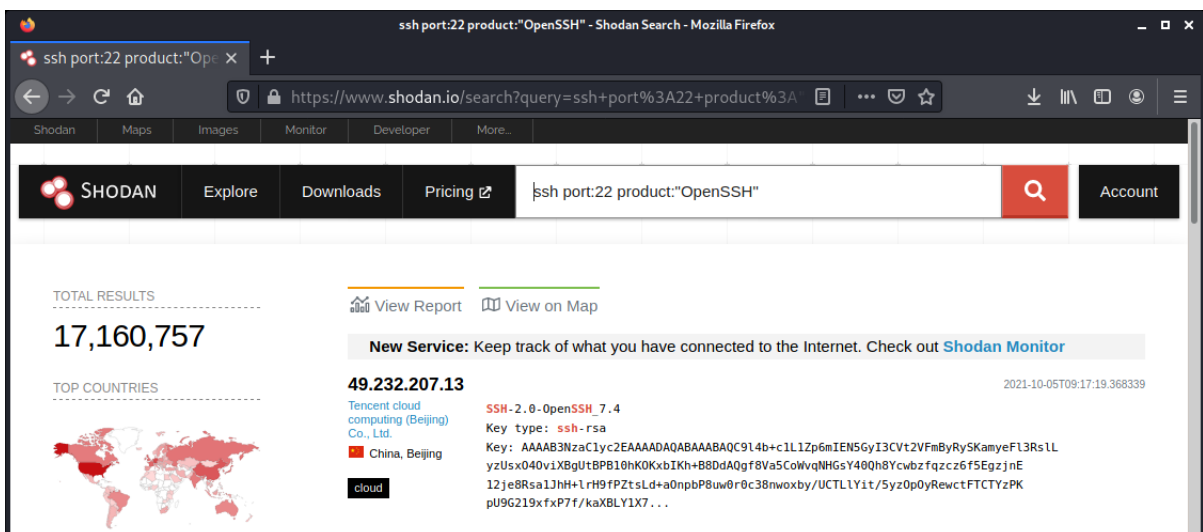 ssh port:22 product:"OpenSSH" - Shodan Search - Mozilla Firefox
ssh port:22 product:"Ope
https://www.shodan.io/search?query=ssh+port%3A22+product%3A"
Shodan Maps Images Monitor Developer More...
SHODAN Explore Downloads Pricing ssh port:22 product:"OpenSSH" Account
TOTAL RESULTS
17,160,757
TOP COUNTRIES
View Report View on Map
New Service: Keep track of what you have connected to the Internet. Check out Shodan Monitor
49.232.207.13
2021-10-05T09:17:19.368339
Tencent cloud
computing (Beijing)
Co., Ltd.
China, Beijing
cloud
SSH-2.0-OpenSSH_7.4
Key type: ssh-rsa
Key: AAAAB3NzaC1yc2EAAAADAQABAAABAQC9l4b+c1L1Zp6mIEN5GyI3CVt2VFmByRySKamyeFl3RslL
yzUsxO4OviXBgUtBPB10hKOKxbIKh+B8DdAQgf8Va5CoWvqNHGsY40Qh8Ycwbzfqzcz6f5EgzjnE
12je8Rsa1JhH+lrH9fPZtsLd+aOnpbP8uw0r0c38nwoxby/UCTLlYit/5yzOpOyRewctFTCTYzPK
pU9G219xfxP7f/kaXBLY1X7...